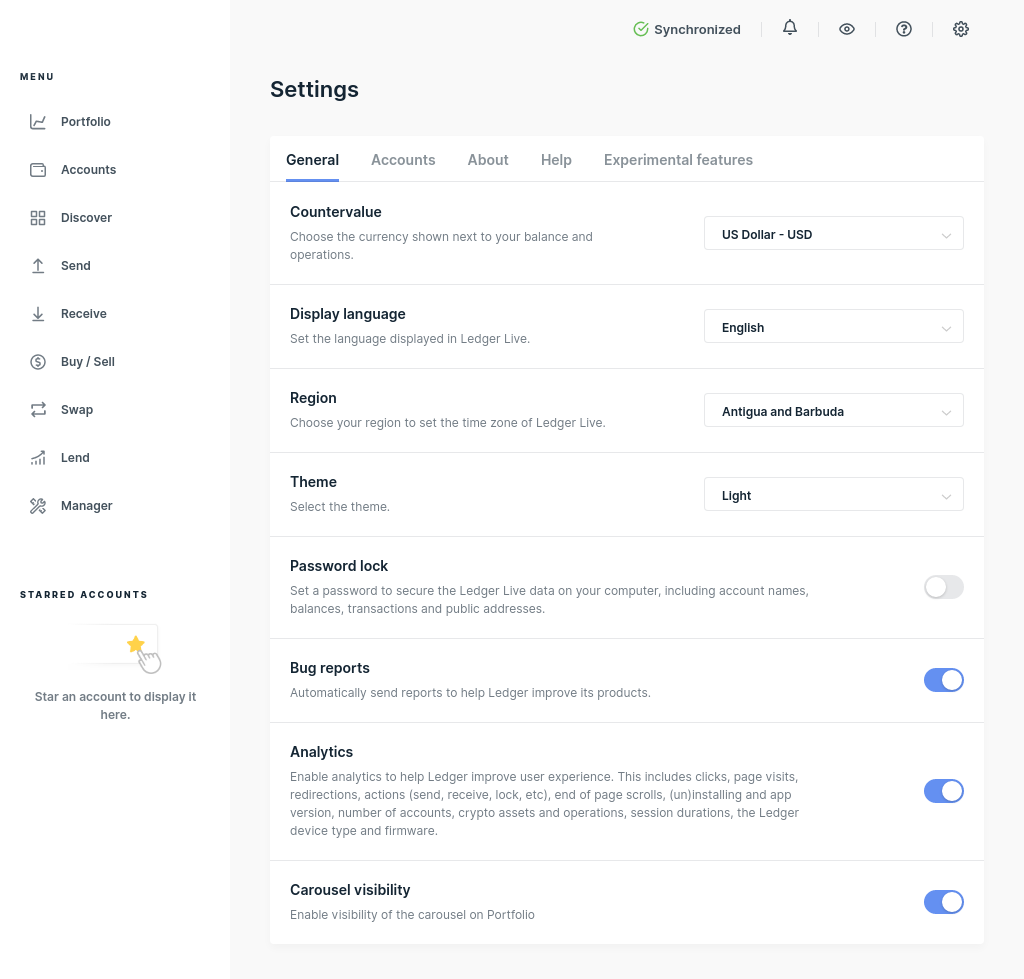 Synchronized
MENU
Portfolio
Accounts
Discover
Send
Receive
Buy / Sell
Swap
Lend
Manager
STARRED ACCOUNTS
Star an account to display it
here.
Settings
General Accounts About Help Experimental features
Countervalue
Choose the currency shown next to your balance and
operations.
US Dollar - USD
Display language
Set the language displayed in Ledger Live.
English
Region
Choose your region to set the time zone of Ledger Live.
Antigua and Barbuda
Theme
Select the theme.
Light
Password lock
Set a password to secure the Ledger Live data on your computer, including account names,
balances, transactions and public addresses.
Bug reports
Automatically send reports to help Ledger improve its products.
Analytics
Enable analytics to help Ledger improve user experience. This includes clicks, page visits,
redirections, actions (send, receive, lock, etc), end of page scrolls, (un)installing and app
version, number of accounts, crypto assets and operations, session durations, the Ledger
device type and firmware.
Carousel visibility
Enable visibility of the carousel on Portfolio